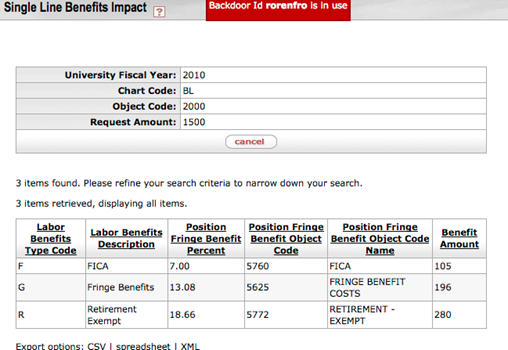 Single Line Benefits Impact ?
Backdoor Id rorenfro is in use
University Fiscal Year: 2010
Chart Code: BL
Object Code: 2000
Request Amount: 1500
cancel
3 items found. Please refine your search criteria to narrow down your search.
3 items retrieved, displaying all items.
Labor Benefits Type Code | Labor Benefits Description | Position Fringe Benefit Percent | Position Fringe Benefit Object Code | Position Fringe Benefit Object Code Name | Benefit Amount
F FICA 7.00 5760 FICA 105
G Fringe Benefits 13.08 5625 FRINGE BENEFIT COSTS 196
R Retirement Exempt 18.66 5772 RETIREMENT - EXEMPT 280
Export options: CSV | spreadsheet | XML